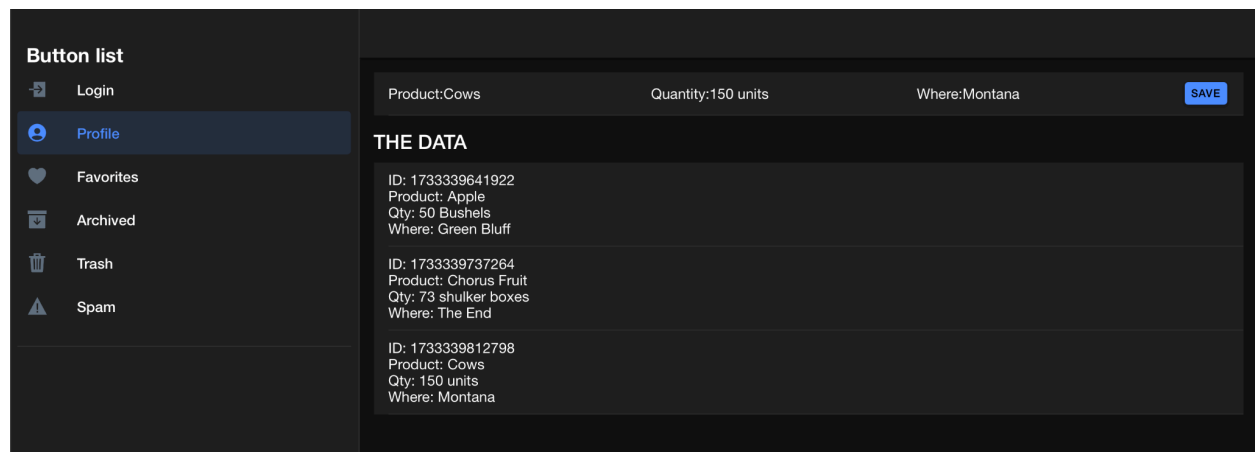 Button list
Login
Profile
Favorites
Archived
Trash
Spam
Product:Cows Quantity:150 units Where:Montana SAVE
THE DATA
ID: 1733339641922
Product: Apple
Qty: 50 Bushels
Where: Green Bluff
ID: 1733339737264
Product: Chorus Fruit
Qty: 73 shulker boxes
Where: The End
ID: 1733339812798
Product: Cows
Qty: 150 units
Where: Montana